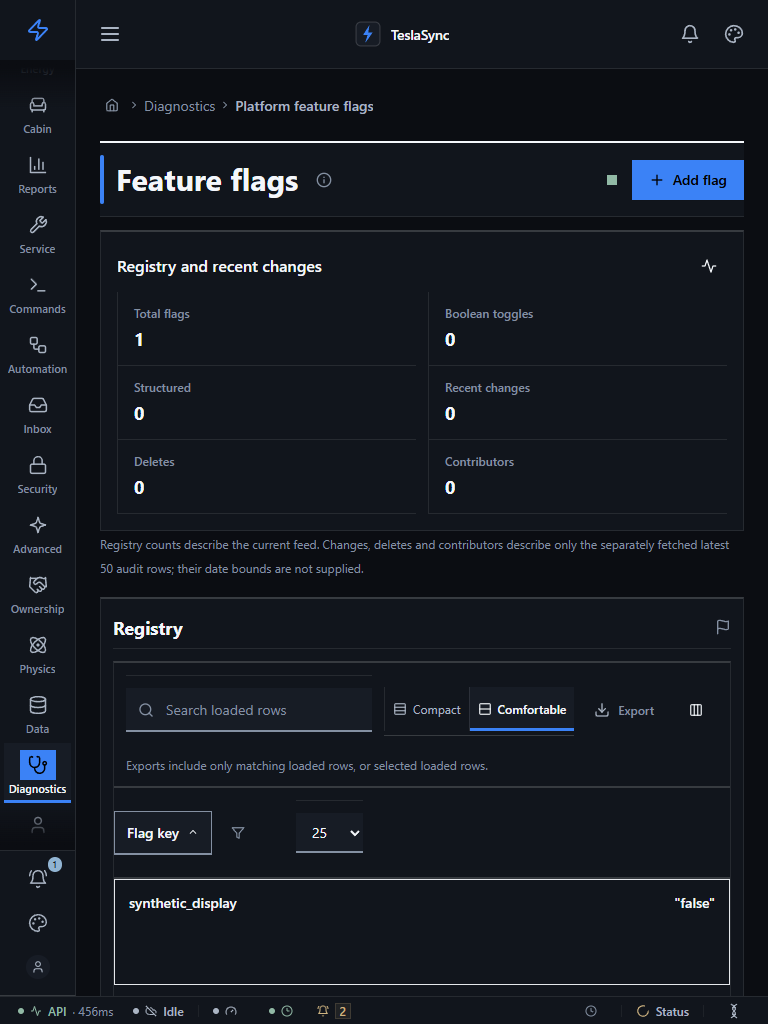 TeslaSync
Energy
Cabin
Reports
Service
Commands
Automation
Inbox
Security
Advanced
Ownership
Physics
Data
Diagnostics
1
Diagnostics
Platform feature flags
Feature flags
Add flag
Registry and recent changes
Total flags
1
Boolean toggles
0
Structured
0
Recent changes
0
Deletes
0
Contributors
0
Registry counts describe the current feed. Changes, deletes and contributors describe only the separately fetched latest
50 audit rows; their date bounds are not supplied.
Registry
Search loaded rows
Compact
Comfortable
Export
Exports include only matching loaded rows, or selected loaded rows.
Flag key
25
synthetic_display
"false"
API · 456ms
Idle
2
Status